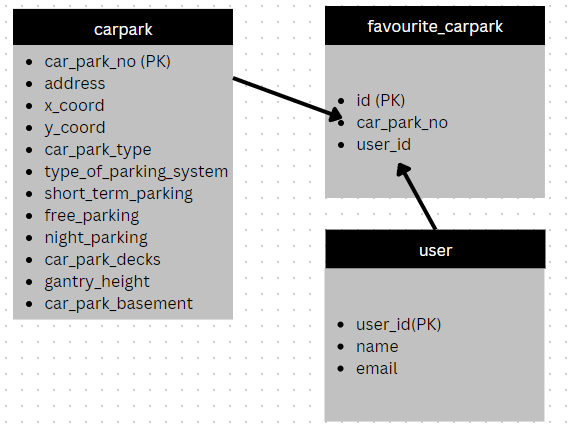 carpark
• car_park_no (PK)
• address
• x_coord
• y_coord
• car_park_type
• type_of_parking_system
• short_term_parking
• free_parking
• night_parking
• car_park_decks
• gantry_height
• car_park_basement
favourite_carpark
• id (PK)
• car_park_no
• user_id
user
• user_id(PK)
• name
• email